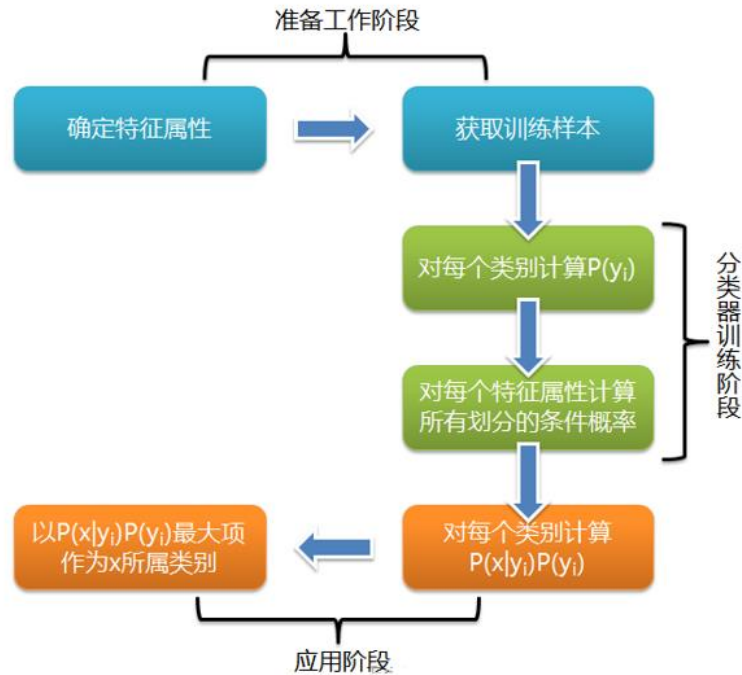 准备工作阶段
确定特征属性
获取训练样本
对每个类别计算P(yᵢ)
分类器训练阶段
对每个特征属性计算
所有划分的条件概率
对每个类别计算
P(x|yᵢ)P(yᵢ)
以P(x|yᵢ)P(yᵢ)最大项
作为x所属类别
应用阶段